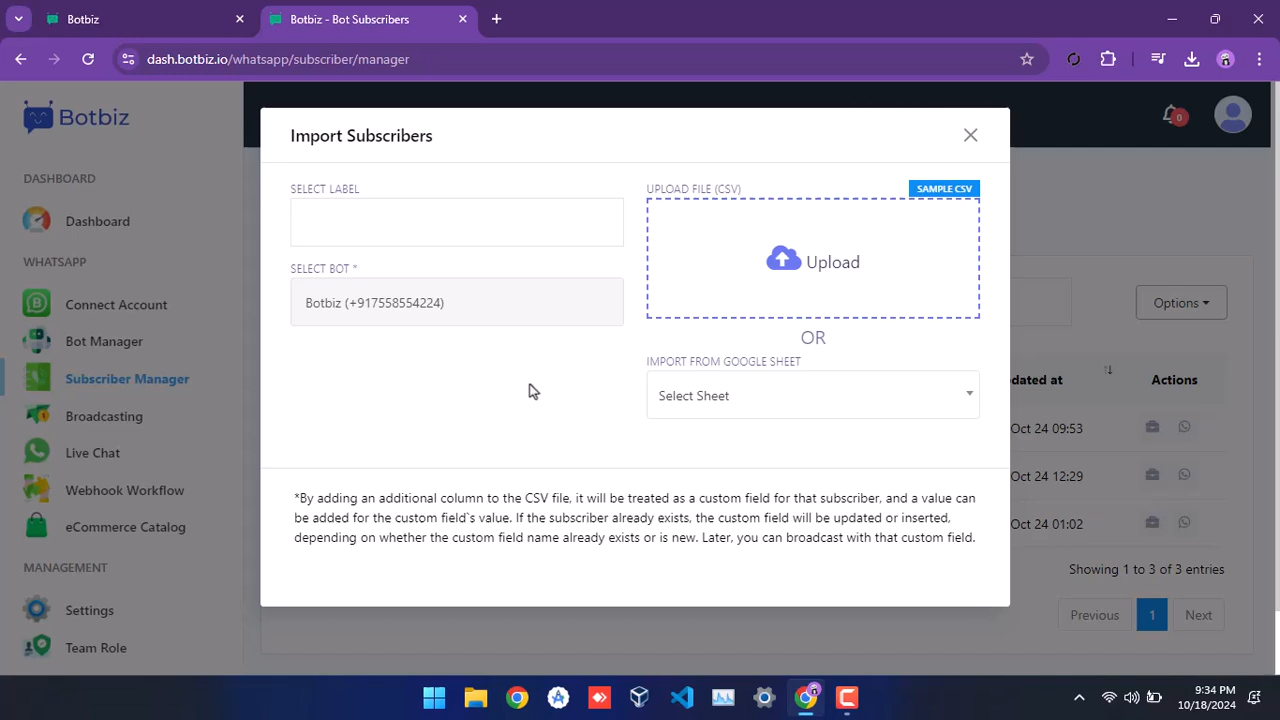 Botbiz
Botbiz - Bot Subscribers
dash.botbiz.io/whatsapp/subscriber/manager
Botbiz
0
DASHBOARD
Dashboard
WHATSAPP
Connect Account
Bot Manager
Subscriber Manager
Broadcasting
Live Chat
Webhook Workflow
eCommerce Catalog
MANAGEMENT
Settings
Team Role
Import Subscribers
SELECT LABEL
SELECT BOT *
Botbiz (+917558554224)
UPLOAD FILE (CSV)
SAMPLE CSV
Upload
OR
IMPORT FROM GOOGLE SHEET
Select Sheet
*By adding an additional column to the CSV file, it will be treated as a custom field for that subscriber, and a value can
be added for the custom field`s value. If the subscriber already exists, the custom field will be updated or inserted,
depending on whether the custom field name already exists or is new. Later, you can broadcast with that custom field.
Options
dated at
Actions
Oct 24 09:53
Oct 24 12:29
Oct 24 01:02
Showing 1 to 3 of 3 entries
Previous
1
Next
9:34 PM
10/18/2024